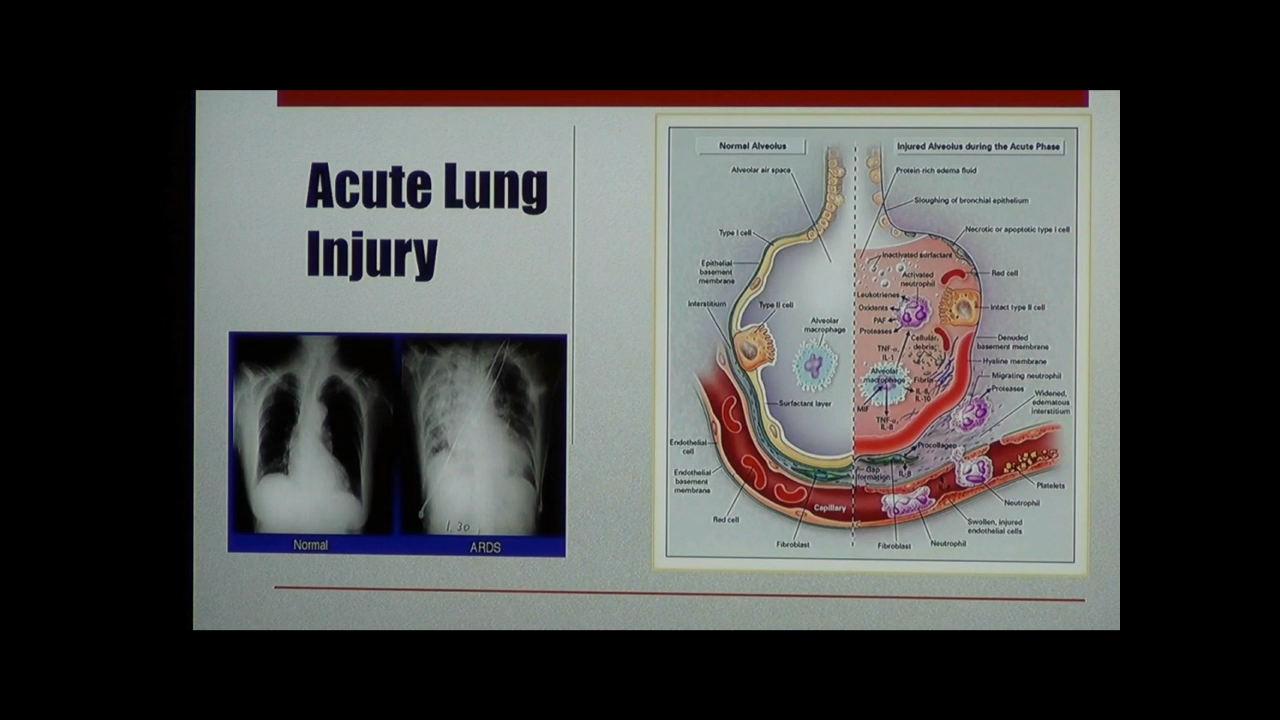 Acute Lung
Injury
Normal
1,30
ARDS
Normal Alveolus
Injured Alveolus during the Acute Phase
Alveolar air space
Protein-rich edema fluid
Sloughing of bronchial epithelium
Type I cell
Necrotic or apoptotic type I cell
Inactivated surfactant
Epithelial
basement
membrane
Red cell
Activated
neutrophil
Leukotrienes
Oxidants
PAF
Proteases
Interstitium
Type II cell
Intact type II cell
Alveolar
macrophage
Cellular
debris
Denuded
basement membrane
TNF-α,
IL-1
Hyaline membrane
Alveolar
macrophage
Fibrin
Migrating neutrophil
Proteases
IL-6,
IL-10
Widened,
edematous
interstitium
MIF
TNF-α,
IL-8
Surfactant layer
Endothelial
cell
Procollagen
Gap
formation
IL-8
Endothelial
basement
membrane
Platelets
Neutrophil
Capillary
Red cell
Swollen, injured
endothelial cells
Fibroblast
Fibroblast
Neutrophil